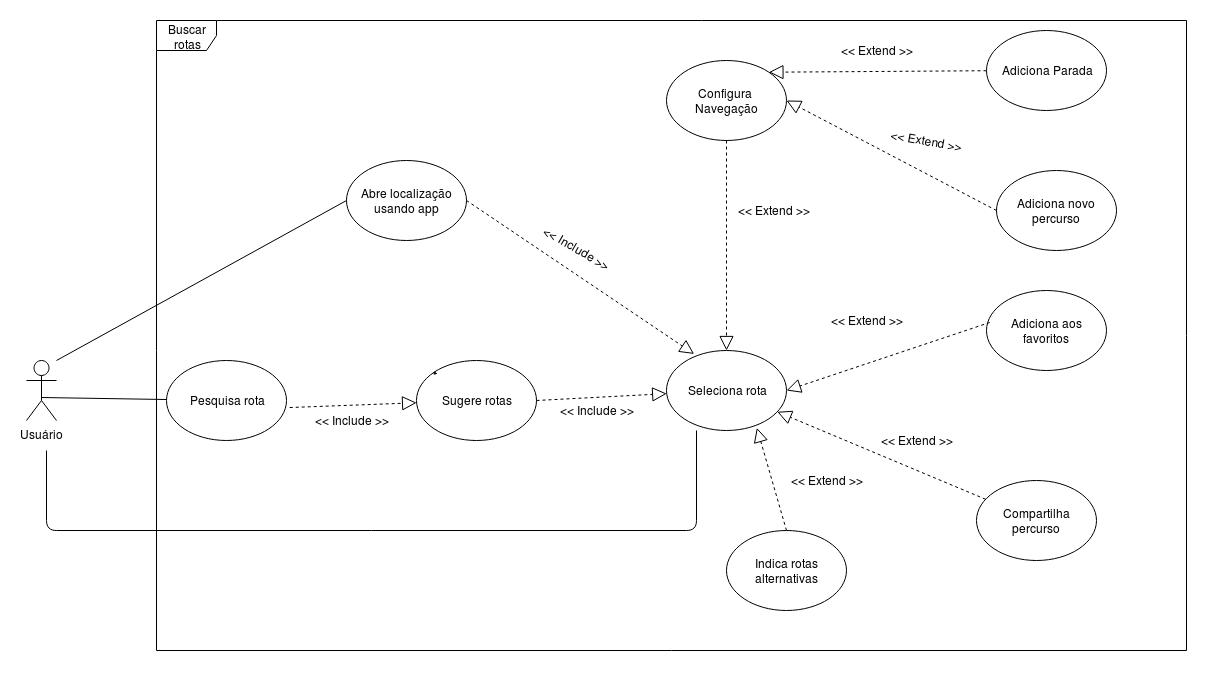 Buscar
rotas
<< Extend >>
Adiciona Parada
Configura
Navegação
<< Extend >>
Abre localização
usando app
Adiciona novo
percurso
<< Extend >>
<< Include >>
<< Extend >>
Adiciona aos
favoritos
Pesquisa rota
<< Include >>
Sugere rotas
<< Include >>
Seleciona rota
Usuário
<< Extend >>
<< Extend >>
Compartilha
percurso
Indica rotas
alternativas